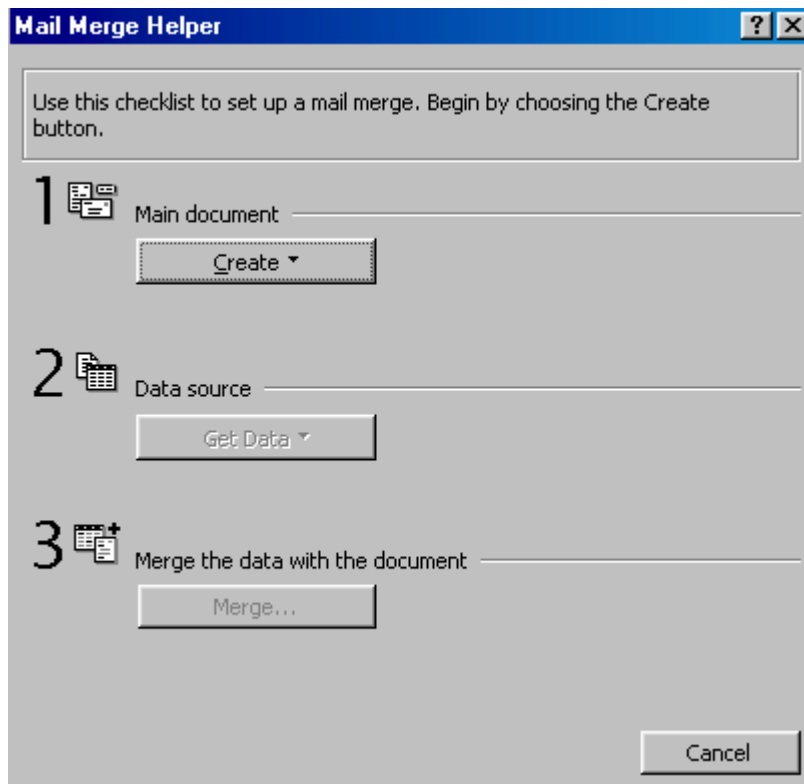 Mail Merge Helper
Use this checklist to set up a mail merge. Begin by choosing the Create
button.
1
Main document
Create
2
Data source
Get Data
3
Merge the data with the document
Merge...
Cancel